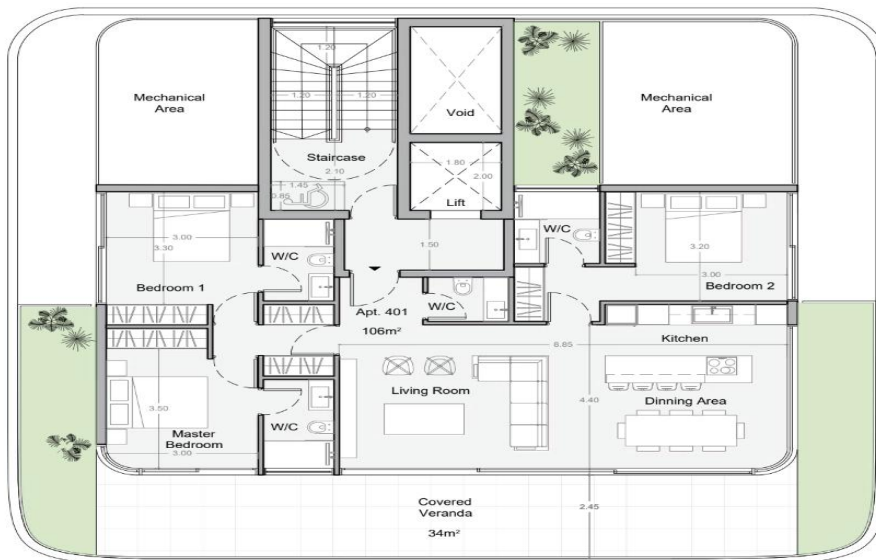 1.20
Mechanical
Area
Void
Mechanical
Area
1.20
1.20
Staircase
2.10
1.80
2.00
1.45
0.85
Lift
3.00
3.30
W/C
1.50
W/C
3.20
3.00
Bedroom 1
W/C
Bedroom 2
Apt. 401
106m²
Kitchen
8.85
Living Room
4.40
Dinning Area
3.50
W/C
Master
Bedroom
3.00
Covered
Veranda
2.45
34m²